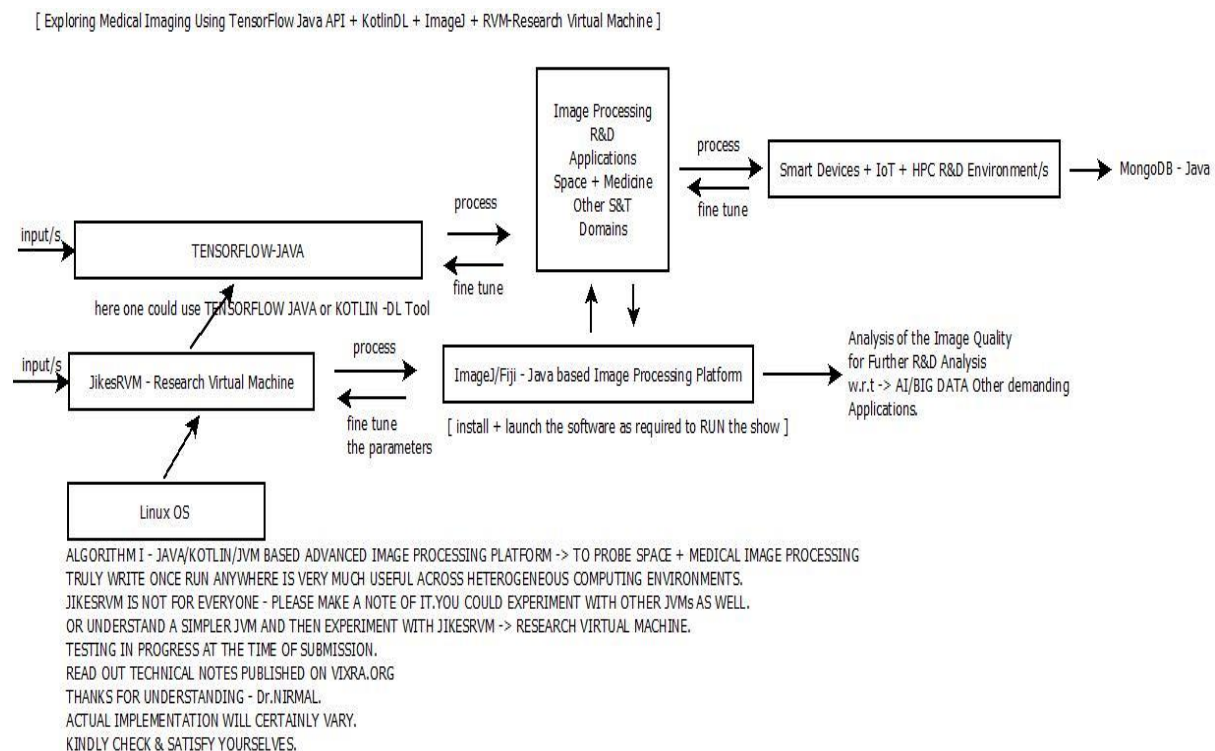 [ Exploring Medical Imaging Using TensorFlow Java API + KotlinDL + ImageJ + RVM-Research Virtual Machine ]
Image Processing
R&D
Applications
Space + Medicine
Other S&T
Domains
process
fine tune
Smart Devices + IoT + HPC R&D Environment/s
MongoDB - Java
input/s
TENSORFLOW-JAVA
process
fine tune
here one could use TENSORFLOW JAVA or KOTLIN -DL Tool
input/s
JikesRVM - Research Virtual Machine
process
fine tune
the parameters
ImageJ/Fiji - Java based Image Processing Platform
[ install + launch the software as required to RUN the show ]
Analysis of the Image Quality
for Further R&D Analysis
w.r.t -> AI/BIG DATA Other demanding
Applications.
Linux OS
ALGORITHM I - JAVA/KOTLIN/JVM BASED ADVANCED IMAGE PROCESSING PLATFORM -> TO PROBE SPACE + MEDICAL IMAGE PROCESSING
TRULY WRITE ONCE RUN ANYWHERE IS VERY MUCH USEFUL ACROSS HETEROGENEOUS COMPUTING ENVIRONMENTS.
JIKESRVM IS NOT FOR EVERYONE - PLEASE MAKE A NOTE OF IT.YOU COULD EXPERIMENT WITH OTHER JVMs AS WELL.
OR UNDERSTAND A SIMPLER JVM AND THEN EXPERIMENT WITH JIKESRVM -> RESEARCH VIRTUAL MACHINE.
TESTING IN PROGRESS AT THE TIME OF SUBMISSION.
READ OUT TECHNICAL NOTES PUBLISHED ON VIXRA.ORG
THANKS FOR UNDERSTANDING - Dr.NIRMAL.
ACTUAL IMPLEMENTATION WILL CERTAINLY VARY.
KINDLY CHECK & SATISFY YOURSELVES.